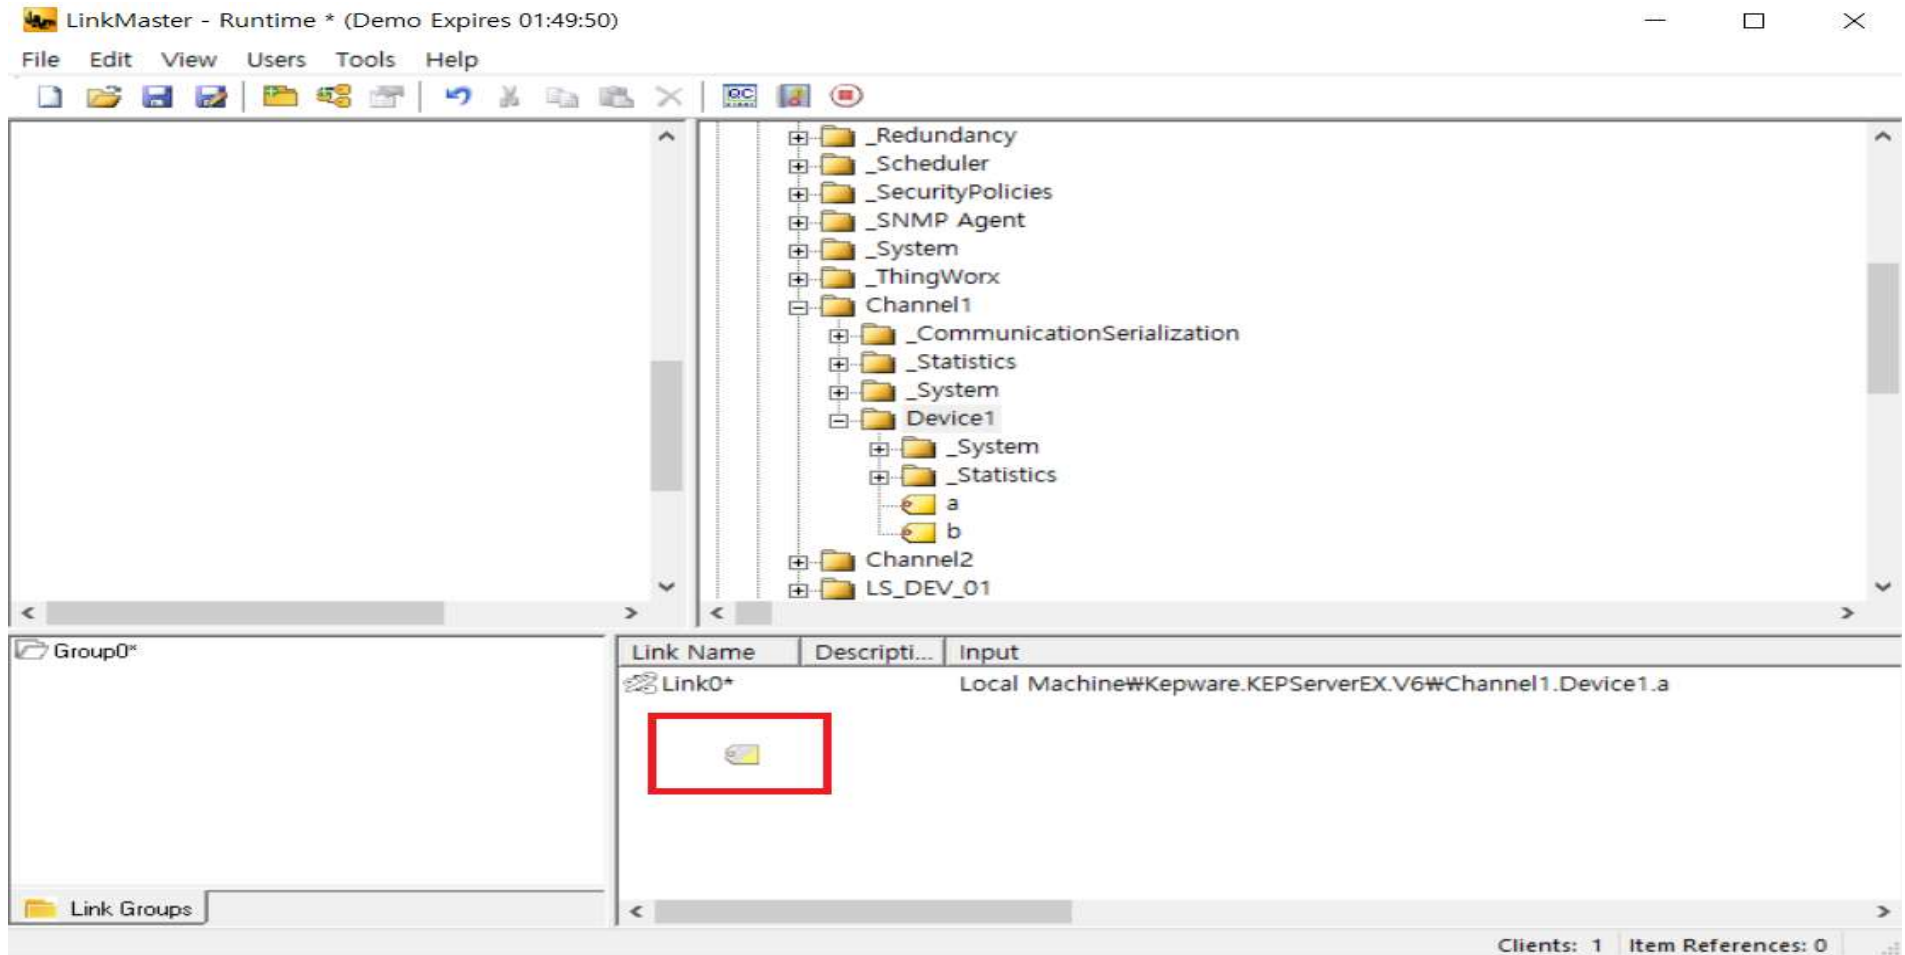 LinkMaster - Runtime * (Demo Expires 01:49:50)
File Edit View Users Tools Help
_Redundancy
_Scheduler
_SecurityPolicies
_SNMP Agent
_System
_ThingWorx
Channel1
_CommunicationSerialization
_Statistics
_System
Device1
_System
_Statistics
a
b
Channel2
LS_DEV_01
Group0*
Link Groups
Link Name Descripti... Input
Link0* Local Machine₩Kepware.KEPServerEX.V6₩Channel1.Device1.a
Clients: 1 Item References: 0